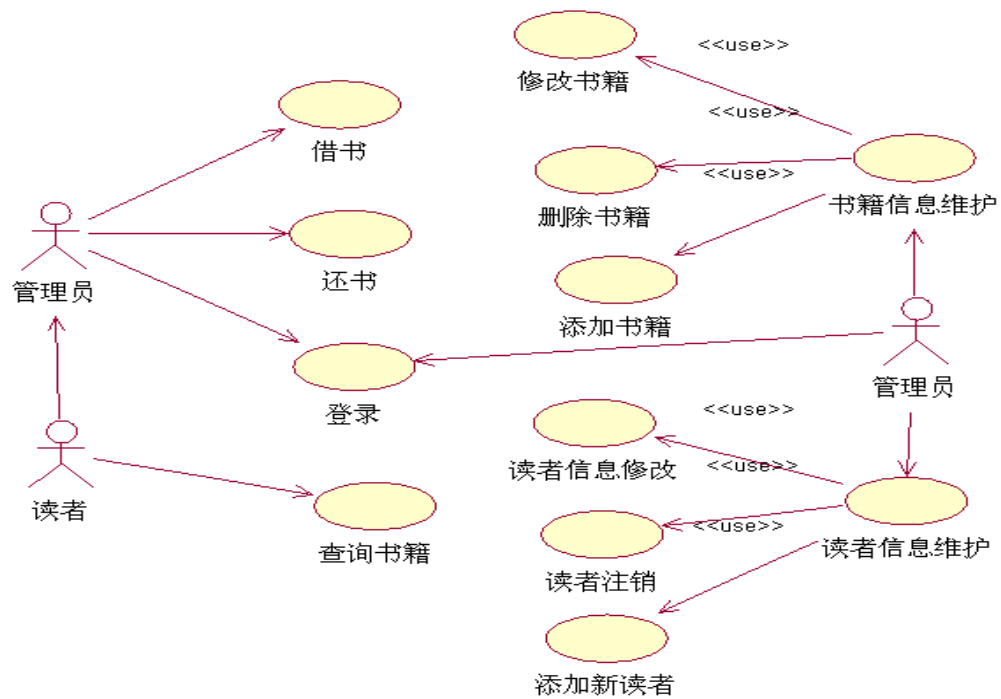 <<use>>
修改书籍
<<use>>
借书
<<use>>
删除书籍
书籍信息维护
还书
管理员
添加书籍
登录
管理员
<<use>>
读者信息修改
<<use>>
读者
<<use>>
查询书籍
读者信息维护
读者注销
添加新读者